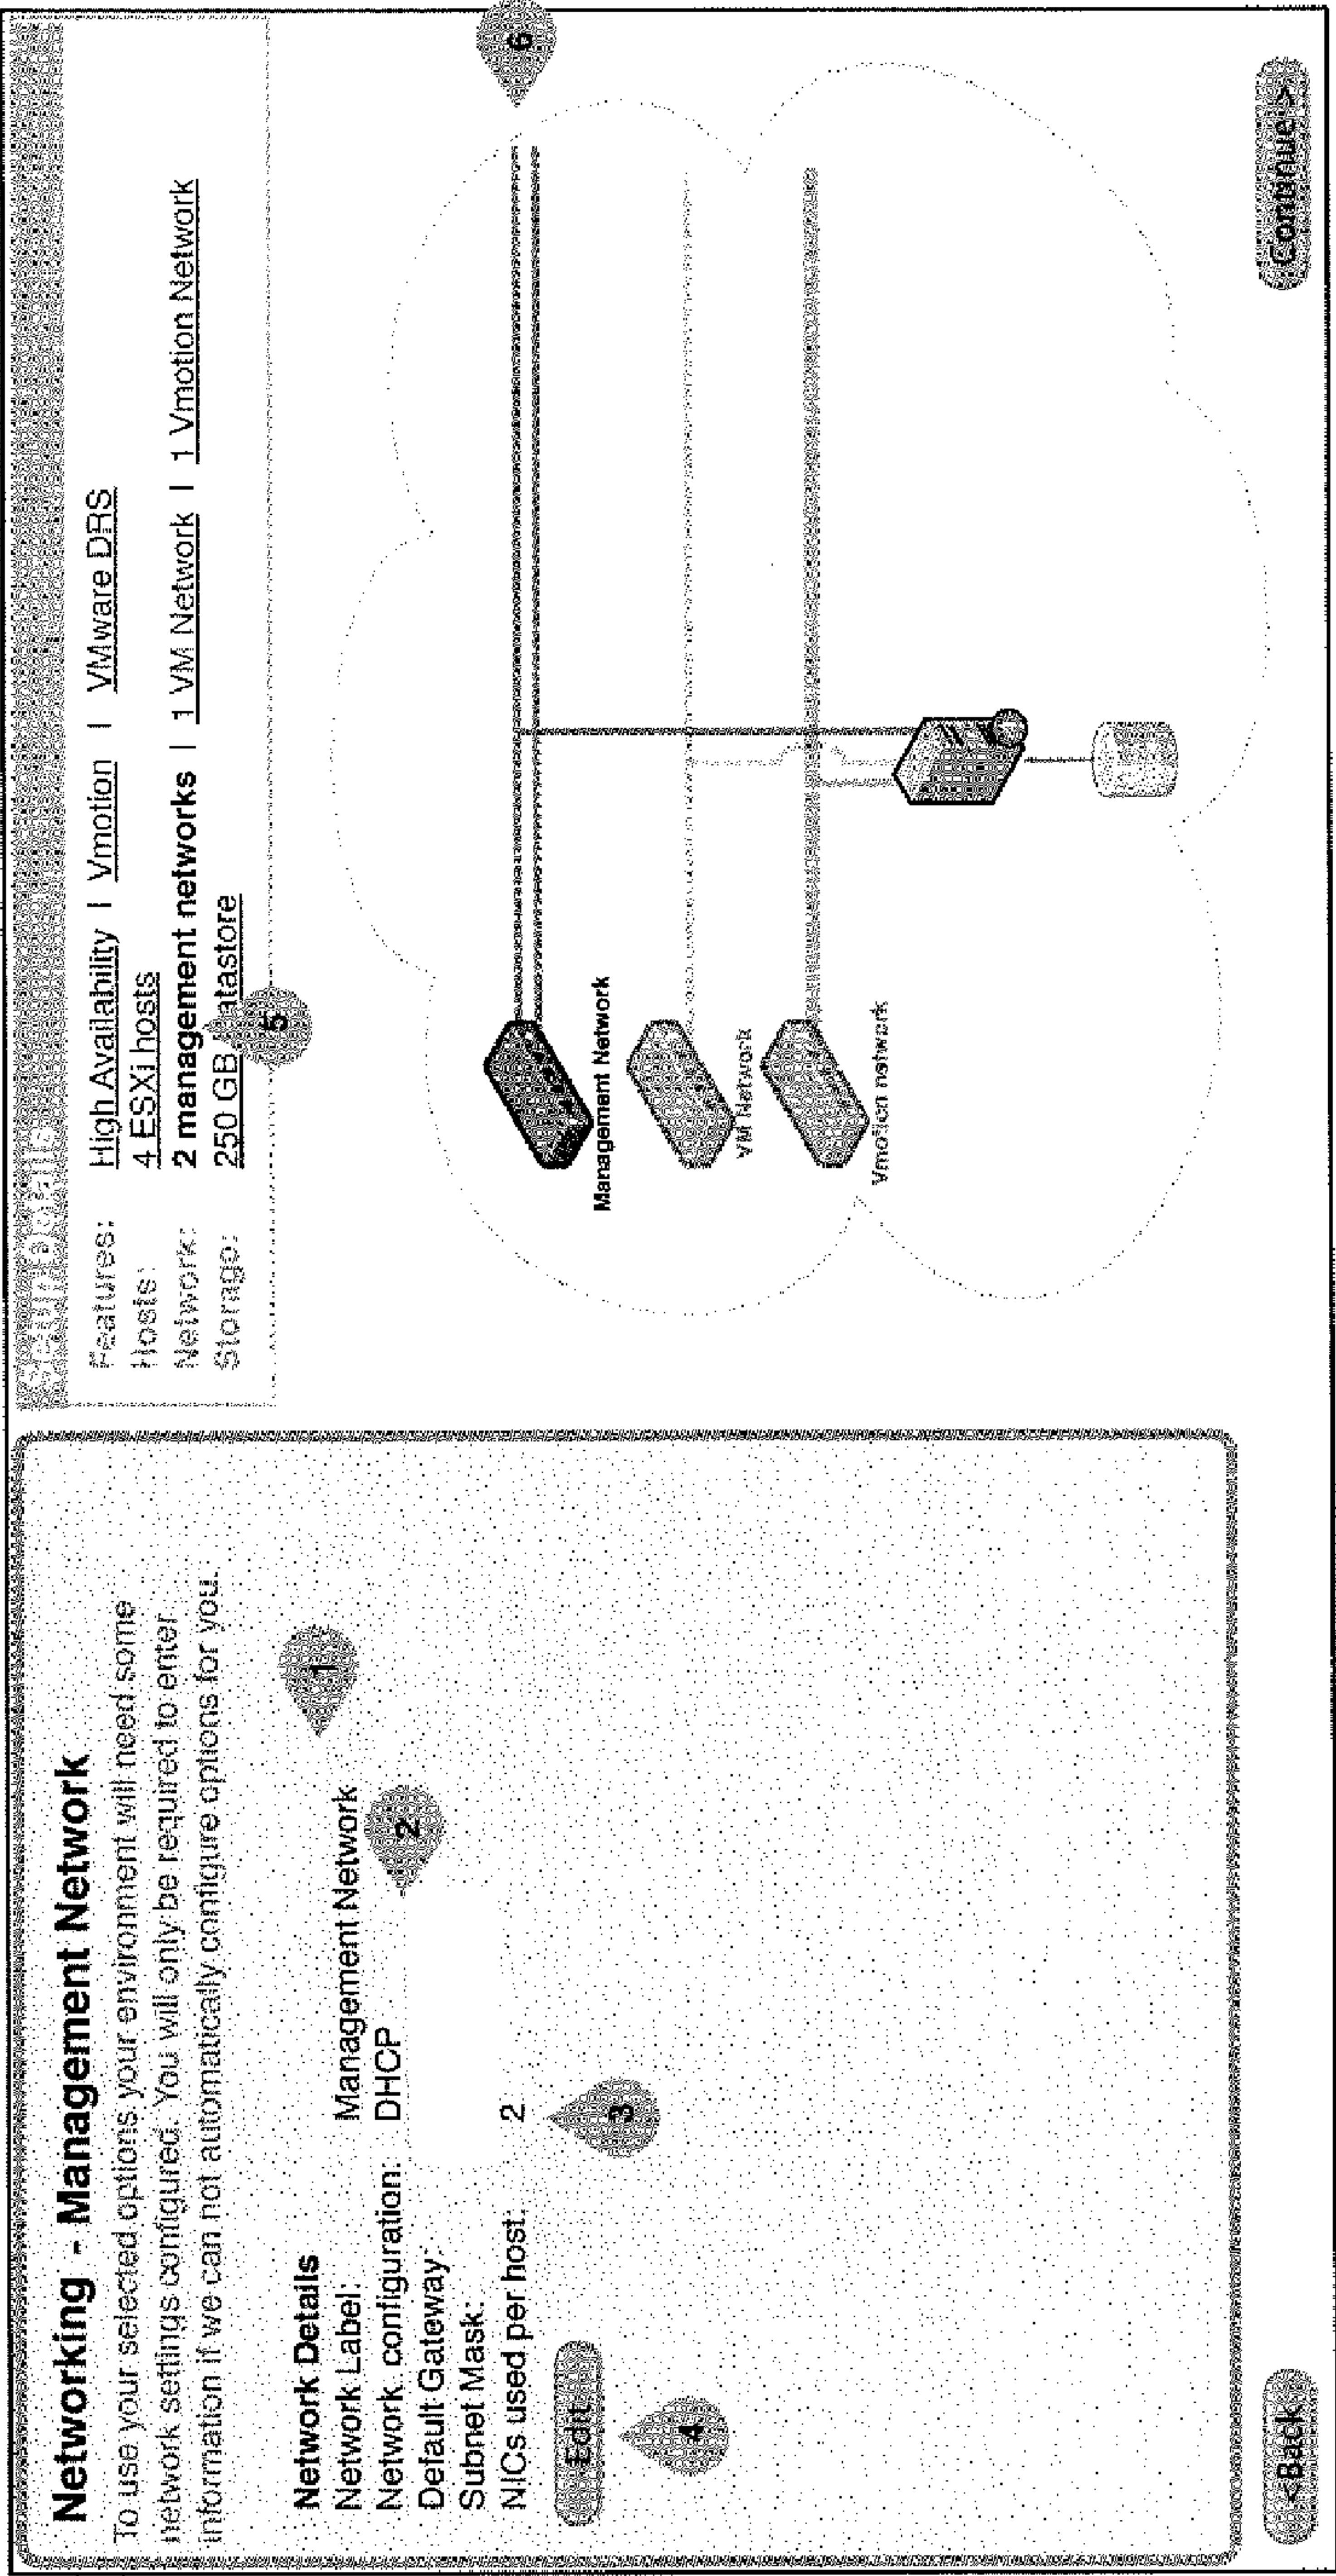 Networking - Management Network
To use your selected options your environment will need some
network settings configured. You will only be required to enter
information if we can not automatically configure options for you.
1
Network Details
Network Label: Management Network
2
Network configuration: DHCP
Default Gateway:
Subnet Mask:
NICs used per host: 2
3
Edit
4
Features: High Availability | Vmotion | VMware DRS
Hosts: 4 ESXi hosts
Network: 2 management networks | 1 VM Network | 1 Vmotion Network
Storage: 250 GB atastore
5
6
Management Network
VM Network
Vmotion network
<Back
Continue >